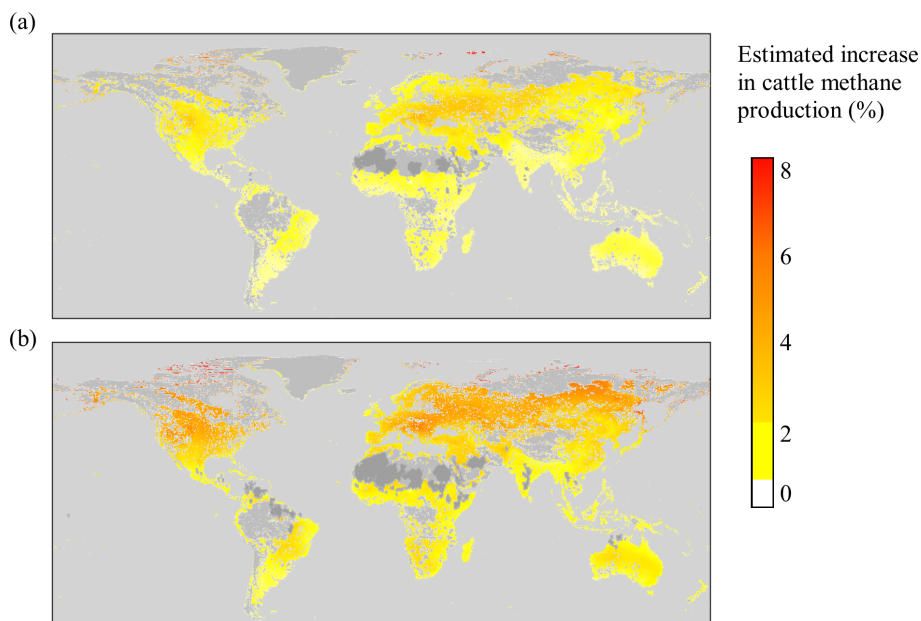 (a)
Estimated increase
in cattle methane
production (%)
8
6
4
2
0
(b)